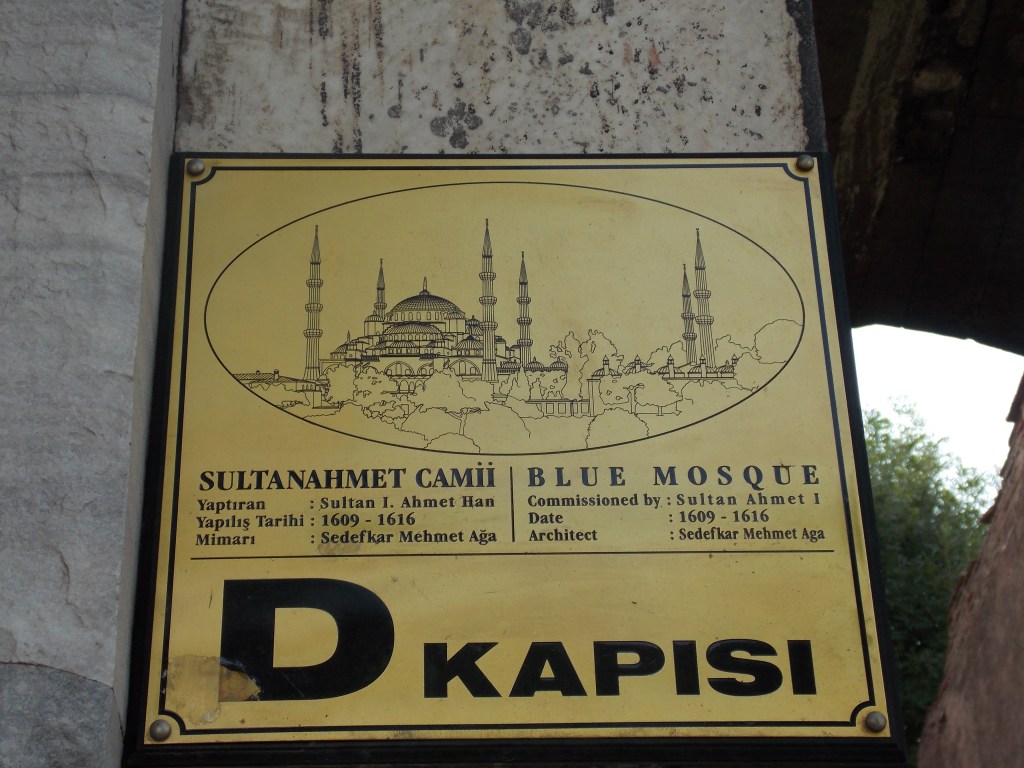 SULTANAHMET CAMİİ
Yaptıran : Sultan I. Ahmet Han
Yapılış Tarihi : 1609 - 1616
Mimarı : Sedefkar Mehmet Ağa
BLUE MOSQUE
Commissioned by : Sultan Ahmet I
Date : 1609 - 1616
Architect : Sedefkar Mehmet Aga
D KAPISI